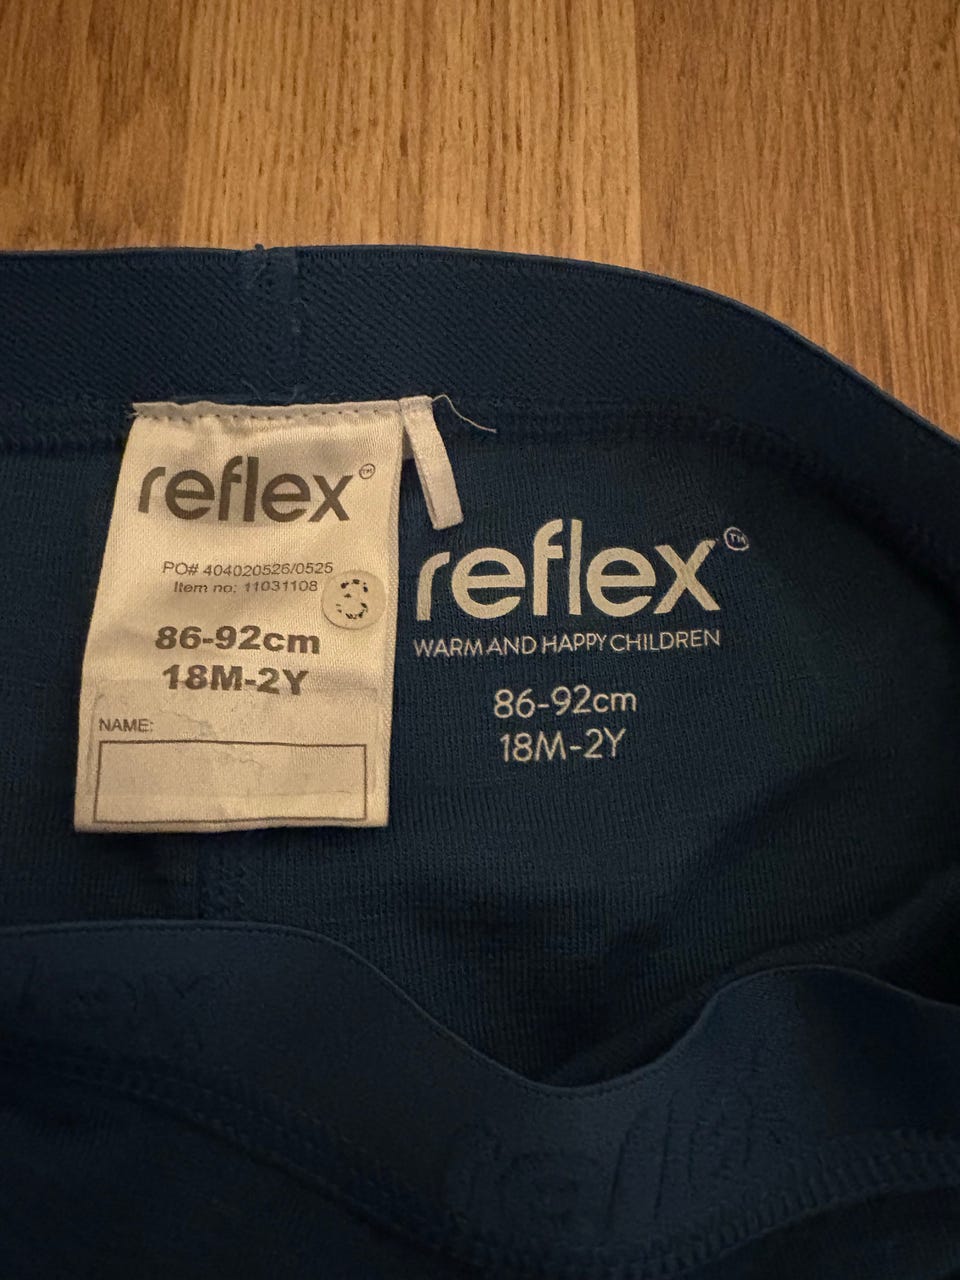 reflex™
PO# 404020526/0525
Item no: 11031108
86-92cm
18M-2Y
NAME:
reflex™
WARM AND HAPPY CHILDREN
86-92cm
18M-2Y